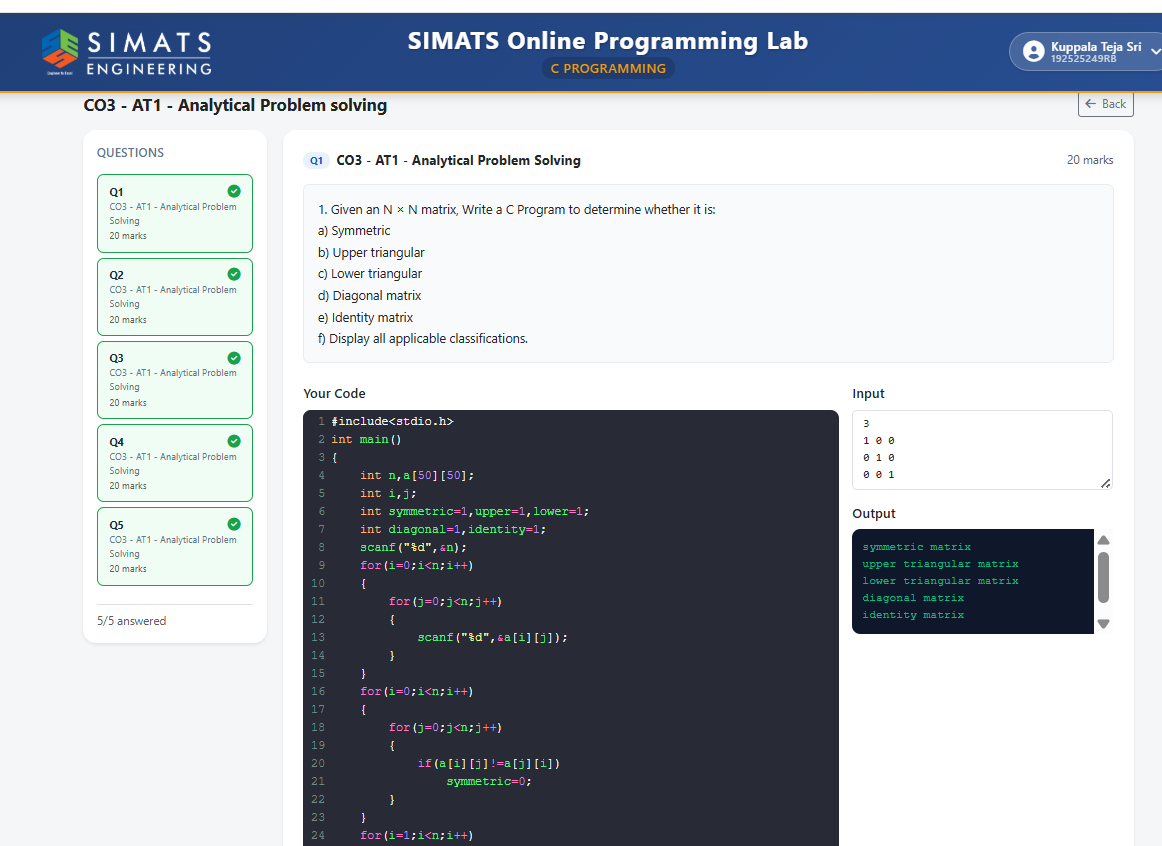 SIMATS
ENGINEERING
SIMATS Online Programming Lab
C PROGRAMMING
Kuppala Teja Sri
192525249RB
CO3 - AT1 - Analytical Problem solving
← Back
QUESTIONS
Q1
CO3 - AT1 - Analytical Problem
Solving
20 marks
Q2
CO3 - AT1 - Analytical Problem
Solving
20 marks
Q3
CO3 - AT1 - Analytical Problem
Solving
20 marks
Q4
CO3 - AT1 - Analytical Problem
Solving
20 marks
Q5
CO3 - AT1 - Analytical Problem
Solving
20 marks
5/5 answered
Q1 CO3 - AT1 - Analytical Problem Solving
20 marks
1. Given an N × N matrix, Write a C Program to determine whether it is:
a) Symmetric
b) Upper triangular
c) Lower triangular
d) Diagonal matrix
e) Identity matrix
f) Display all applicable classifications.
Your Code
1 #include<stdio.h>
2 int main()
3 {
4     int n,a[50][50];
5     int i,j;
6     int symmetric=1,upper=1,lower=1;
7     int diagonal=1,identity=1;
8     scanf("%d",&n);
9     for(i=0;i<n;i++)
10     {
11         for(j=0;j<n;j++)
12         {
13             scanf("%d",&a[i][j]);
14         }
15     }
16     for(i=0;i<n;i++)
17     {
18         for(j=0;j<n;j++)
19         {
20             if(a[i][j]!=a[j][i])
21                 symmetric=0;
22         }
23     }
24     for(i=1;i<n;i++)
Input
3
1 0 0
0 1 0
0 0 1
Output
symmetric matrix
upper triangular matrix
lower triangular matrix
diagonal matrix
identity matrix